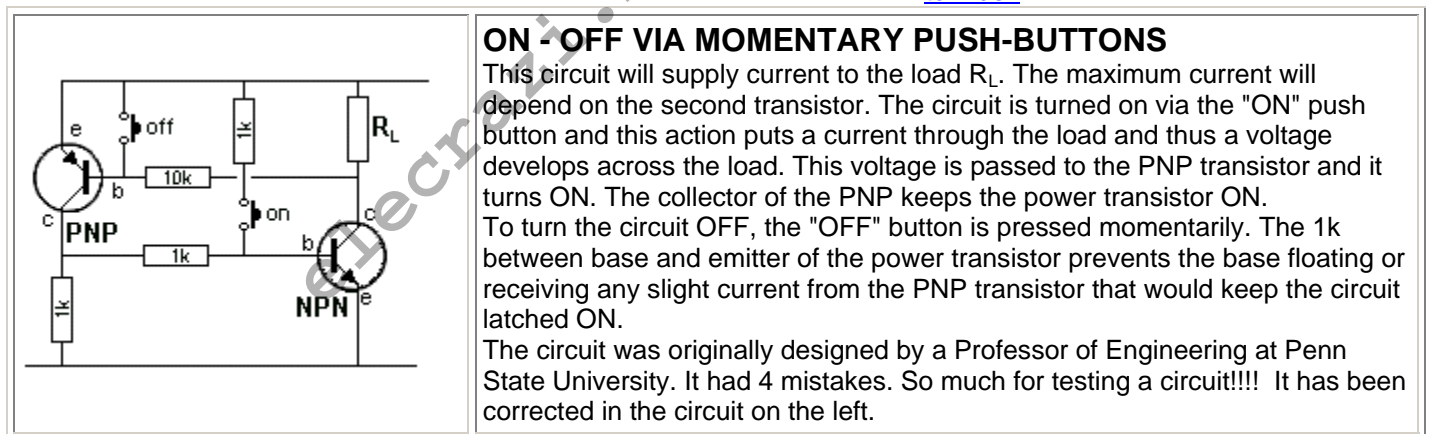 ON - OFF VIA MOMENTARY PUSH-BUTTONS
This circuit will supply current to the load RL. The maximum current will
depend on the second transistor. The circuit is turned on via the "ON" push
button and this action puts a current through the load and thus a voltage
develops across the load. This voltage is passed to the PNP transistor and it
turns ON. The collector of the PNP keeps the power transistor ON.
To turn the circuit OFF, the "OFF" button is pressed momentarily. The 1k
between base and emitter of the power transistor prevents the base floating or
receiving any slight current from the PNP transistor that would keep the circuit
latched ON.
The circuit was originally designed by a Professor of Engineering at Penn
State University. It had 4 mistakes. So much for testing a circuit!!!! It has been
corrected in the circuit on the left.
e
off
1k
RL
b
10k
c
PNP
on
c
1k
b
1k
NPN
e
elecrazi.